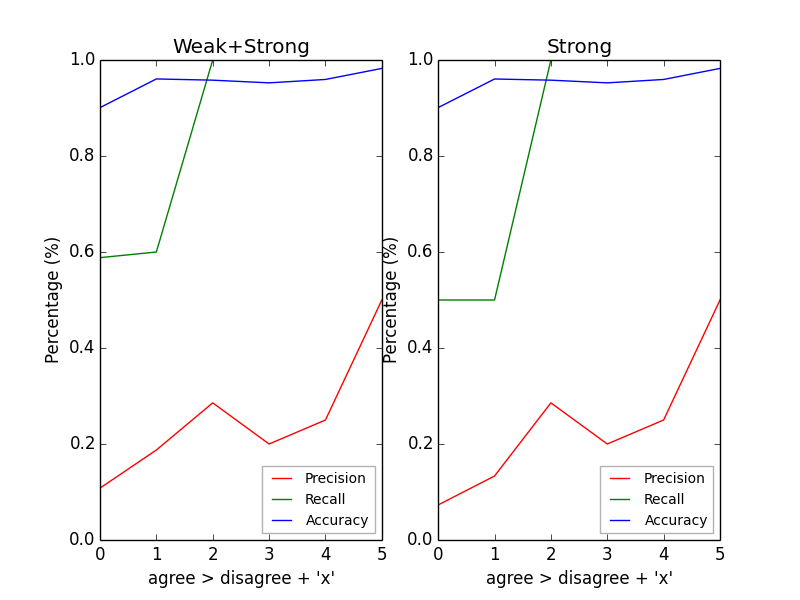 Weak+Strong
Percentage (%)
1.0
0.8
0.6
0.4
0.2
0.0
0 1 2 3 4 5
agree > disagree + 'x'
Precision
Recall
Accuracy
Strong
Percentage (%)
1.0
0.8
0.6
0.4
0.2
0.0
0 1 2 3 4 5
agree > disagree + 'x'
Precision
Recall
Accuracy